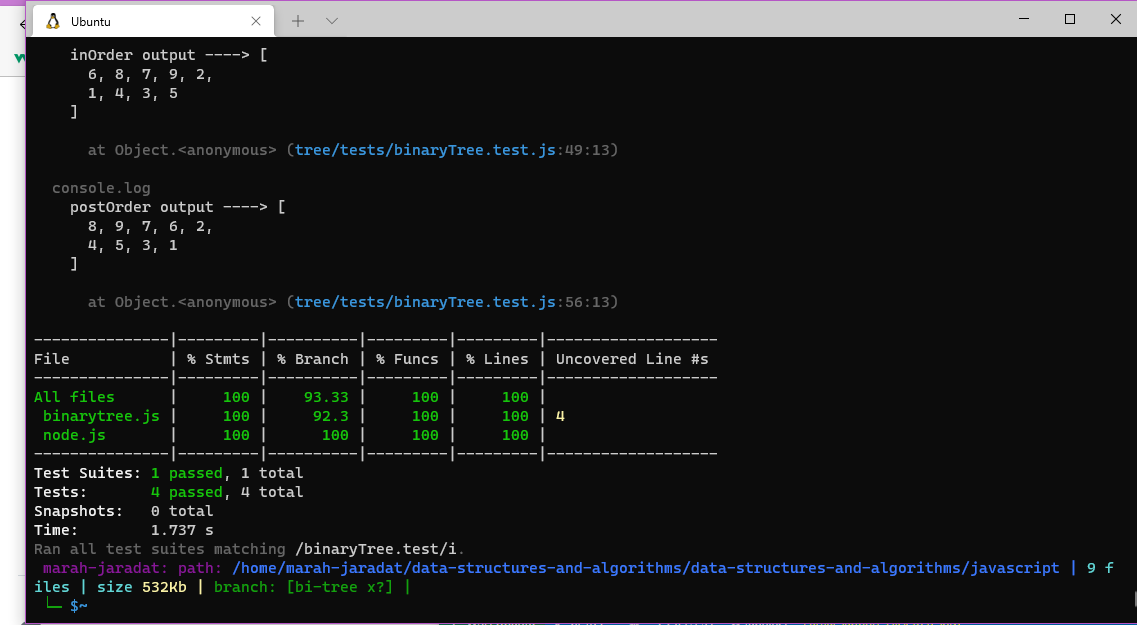 Ubuntu
inOrder output ----> [
6, 8, 7, 9, 2,
1, 4, 3, 5
]
at Object.<anonymous> (tree/tests/binaryTree.test.js:49:13)
console.log
postOrder output ----> [
8, 9, 7, 6, 2,
4, 5, 3, 1
]
at Object.<anonymous> (tree/tests/binaryTree.test.js:56:13)
---------------|---------|----------|---------|---------|-------------------
File | % Stmts | % Branch | % Funcs | % Lines | Uncovered Line #s
---------------|---------|----------|---------|---------|-------------------
All files | 100 | 93.33 | 100 | 100 |
binarytree.js | 100 | 92.3 | 100 | 100 | 4
node.js | 100 | 100 | 100 | 100 |
---------------|---------|----------|---------|---------|-------------------
Test Suites: 1 passed, 1 total
Tests: 4 passed, 4 total
Snapshots: 0 total
Time: 1.737 s
Ran all test suites matching /binaryTree.test/i.
marah-jaradat: path: /home/marah-jaradat/data-structures-and-algorithms/data-structures-and-algorithms/javascript | 9 f
iles | size 532Kb | branch: [bi-tree x?] |
└─ $~